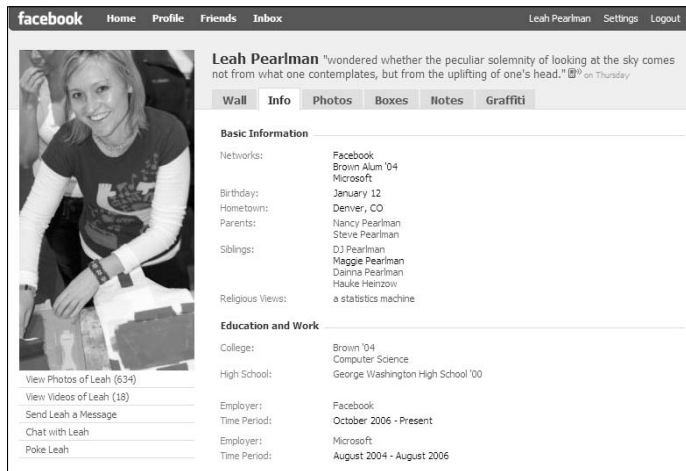 facebook Home Profile Friends Inbox Leah Pearlman Settings Logout
Leah Pearlman "wondered whether the peculiar solemnity of looking at the sky comes
not from what one contemplates, but from the uplifting of one's head." on Thursday
Wall Info Photos Boxes Notes Graffiti
Basic Information
Networks: Facebook
Brown Alum '04
Microsoft
Birthday: January 12
Hometown: Denver, CO
Parents: Nancy Pearlman
Steve Pearlman
Siblings: DJ Pearlman
Maggie Pearlman
Dainna Pearlman
Hauke Heinzow
Religious Views: a statistics machine
Education and Work
College: Brown '04
Computer Science
High School: George Washington High School '00
Employer: Facebook
Time Period: October 2006 - Present
Employer: Microsoft
Time Period: August 2004 - August 2006
View Photos of Leah (634)
View Videos of Leah (18)
Send Leah a Message
Chat with Leah
Poke Leah